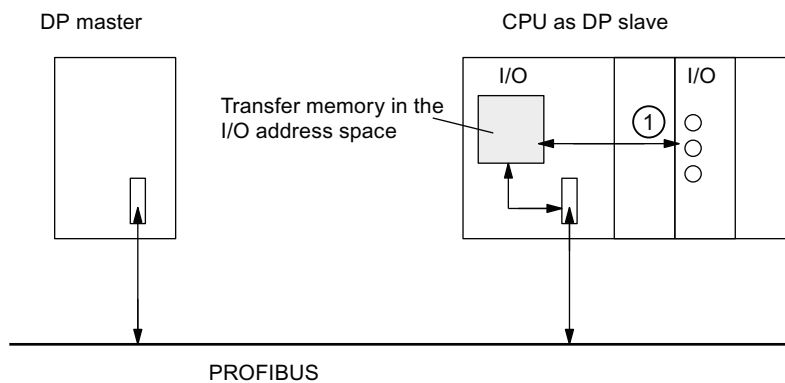 DP master
CPU as DP slave
I/O
I/O
Transfer memory in the
I/O address space
1
PROFIBUS